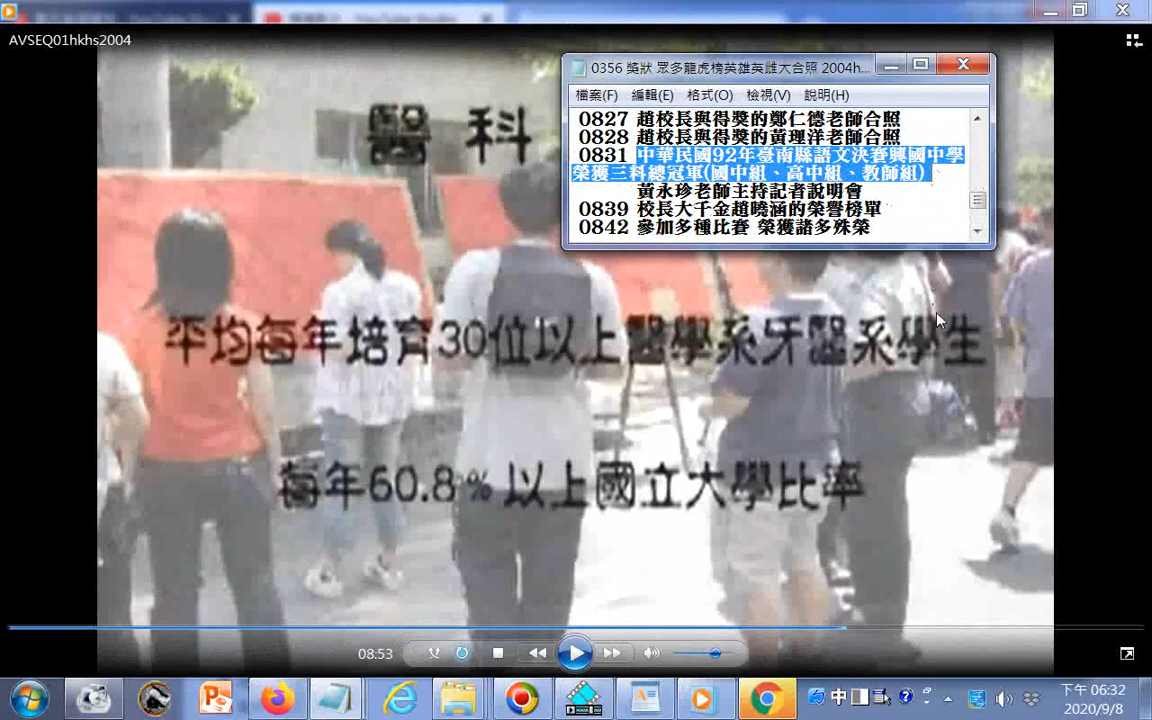 AVSEQ01hkhs2004
0356 獎狀 眾多龍虎榜英雄英雌大合照 2004h...
檔案(F) 編輯(E) 格式(O) 檢視(V) 說明(H)
0827 趙校長與得獎的鄭仁德老師合照
0828 趙校長與得獎的黃理洋老師合照
0831 中華民國92年臺南縣語文決賽興國中學
榮獲三料總冠軍(國中組、高中組、教師組)
黃永珍老師主持記者說明會
0839 校長大千金趙曉涵的榮譽榜單
0842 參加多種比賽 榮獲諸多殊榮
醫科
平均每年培育30位以上醫學系牙醫系學生
每年60.8%以上國立大學比率
08:53
中
下午 06:32
2020/9/8